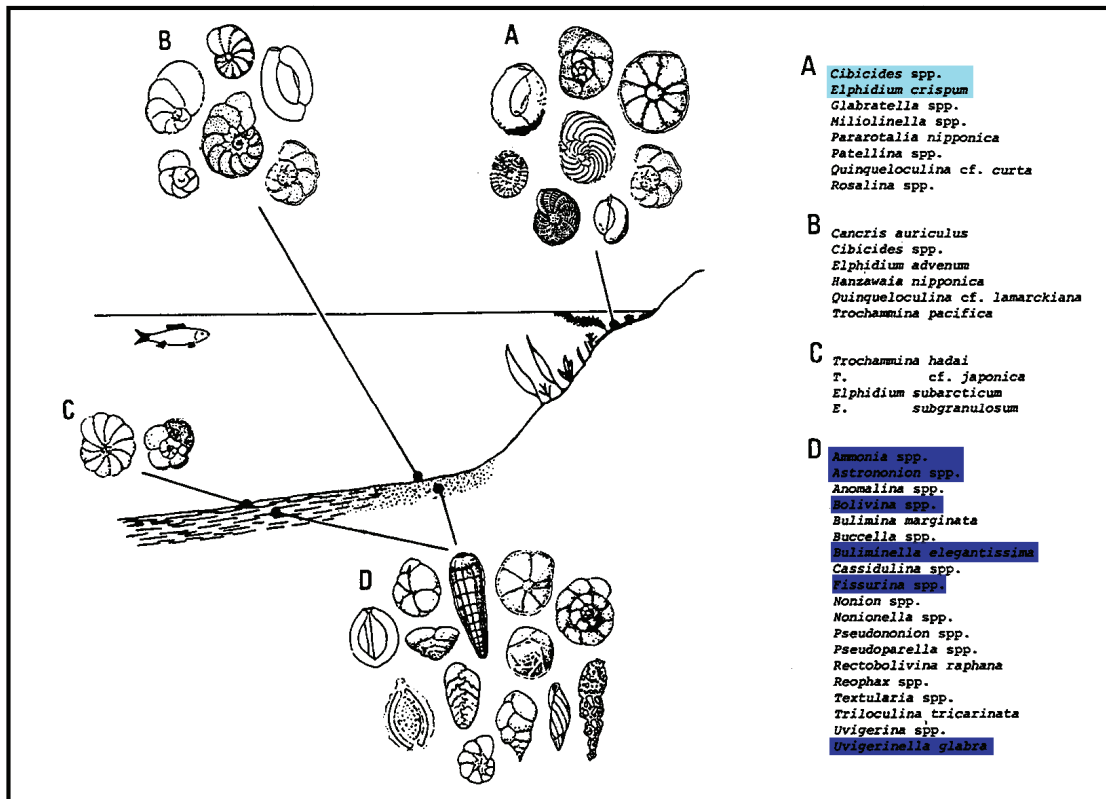 B
A
C
D
A
Cibicides spp.
Elphidium crispum
Glabratella spp.
Miliolinella spp.
Pararotalia nipponica
Patellina spp.
Quinqueloculina cf. curta
Rosalina spp.
B
Cancris auriculus
Cibicides spp.
Elphidium advenum
Hanzawaia nipponica
Quinqueloculina cf. lamarckiana
Trochammina pacifica
C
Trochammina hadai
T. cf. japonica
Elphidium subarcticum
E. subgranulosum
D
Ammonia spp.
Astrononion spp.
Anomalina spp.
Bolivina spp.
Bulimina marginata
Buccella spp.
Buliminella elegantissima
Cassidulina spp.
Fissurina spp.
Nonion spp.
Nonionella spp.
Pseudononion spp.
Pseudoparella spp.
Rectobolivina raphana
Reophax spp.
Textularia spp.
Triloculina tricarinata
Uvigerina spp.
Uvigerinella glabra